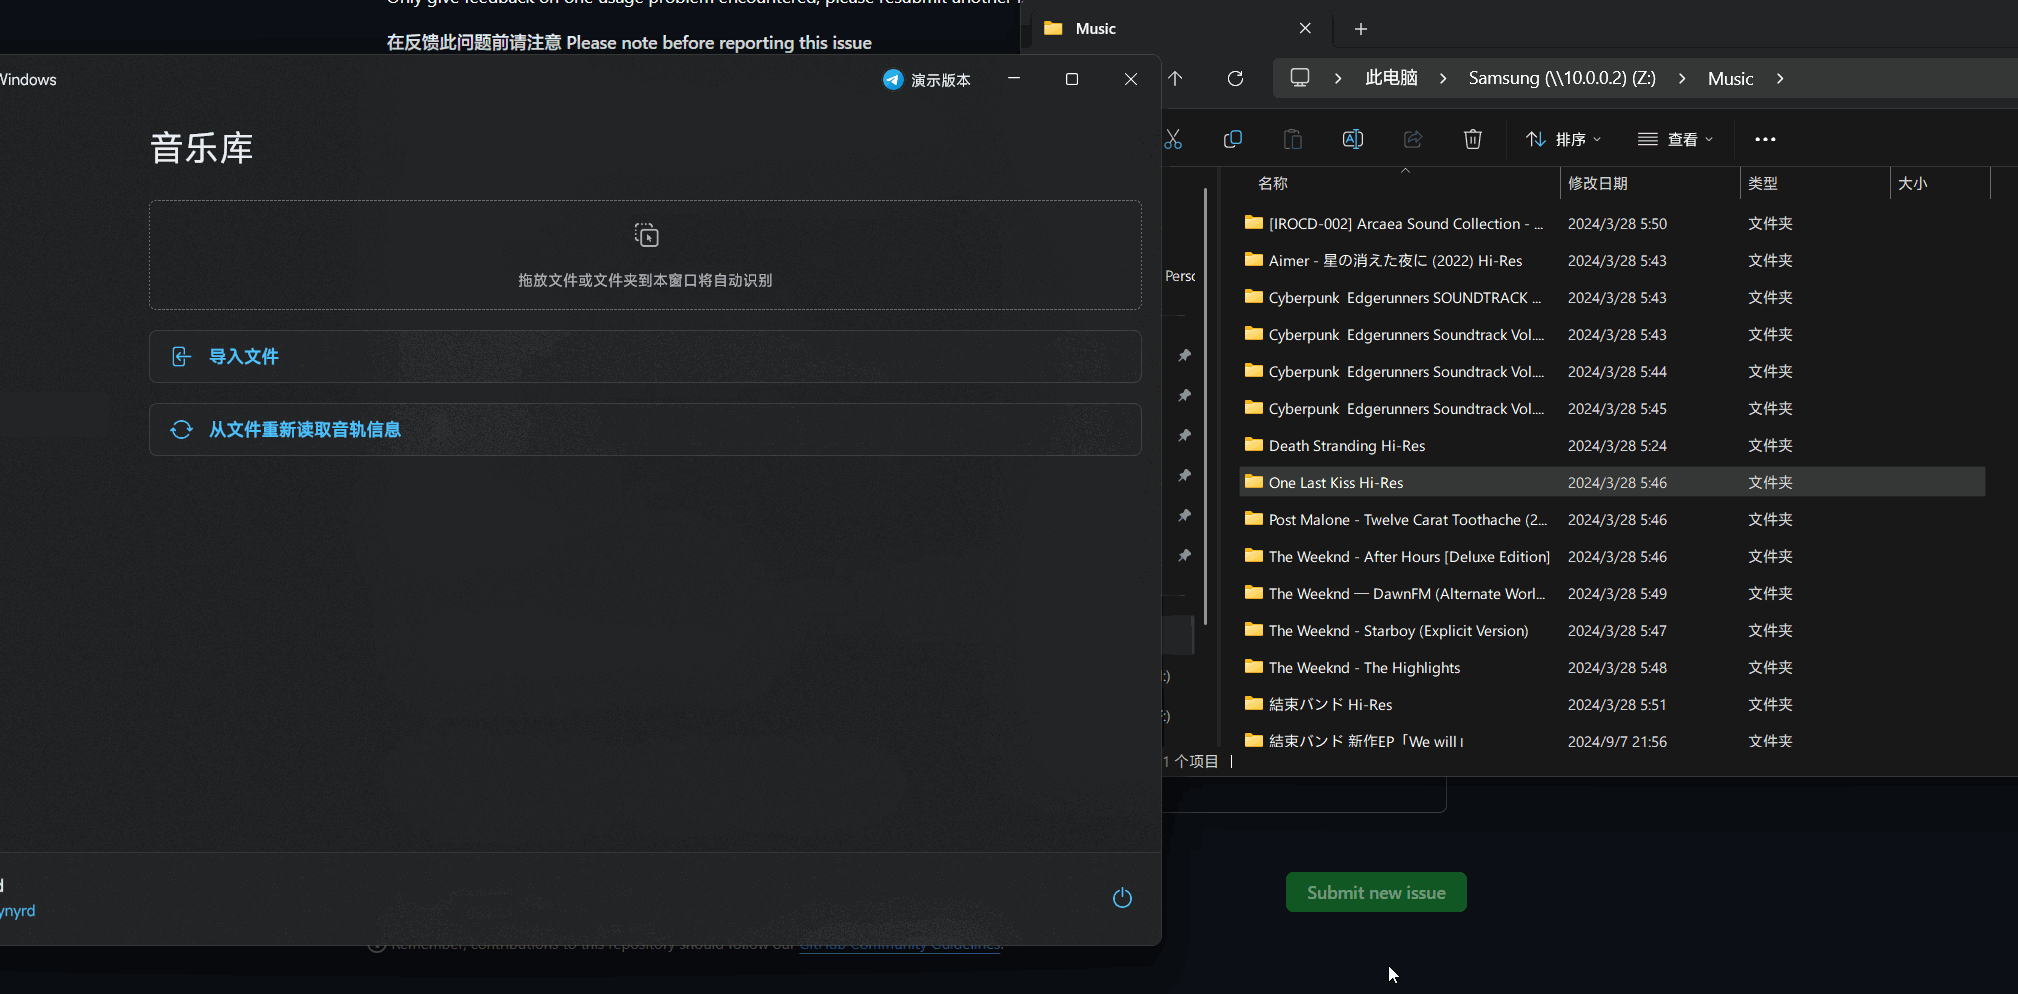 在反馈此问题前请注意 Please note before reporting this issue
Windows
演示版本
音乐库
拖放文件或文件夹到本窗口将自动识别
导入文件
从文件重新读取音轨信息
ynyrd
Music
此电脑 > Samsung (\\10.0.0.2) (Z:) > Music >
排序
查看
名称 修改日期 类型 大小
[IROCD-002] Arcaea Sound Collection - ... 2024/3/28 5:50 文件夹
Aimer - 星の消えた夜に (2022) Hi-Res 2024/3/28 5:43 文件夹
Cyberpunk  Edgerunners SOUNDTRACK ... 2024/3/28 5:43 文件夹
Cyberpunk  Edgerunners Soundtrack Vol.... 2024/3/28 5:43 文件夹
Cyberpunk  Edgerunners Soundtrack Vol.... 2024/3/28 5:44 文件夹
Cyberpunk  Edgerunners Soundtrack Vol.... 2024/3/28 5:45 文件夹
Death Stranding Hi-Res 2024/3/28 5:24 文件夹
One Last Kiss Hi-Res 2024/3/28 5:46 文件夹
Post Malone - Twelve Carat Toothache (2... 2024/3/28 5:46 文件夹
The Weeknd - After Hours [Deluxe Edition] 2024/3/28 5:46 文件夹
The Weeknd — DawnFM (Alternate Worl... 2024/3/28 5:49 文件夹
The Weeknd - Starboy (Explicit Version) 2024/3/28 5:47 文件夹
The Weeknd - The Highlights 2024/3/28 5:48 文件夹
結束バンド Hi-Res 2024/3/28 5:51 文件夹
結束バンド 新作EP「We will」 2024/9/7 21:56 文件夹
Perso
:)
:)
1 个项目
Submit new issue
Remember, contributions to this repository should follow our GitHub Community Guidelines.